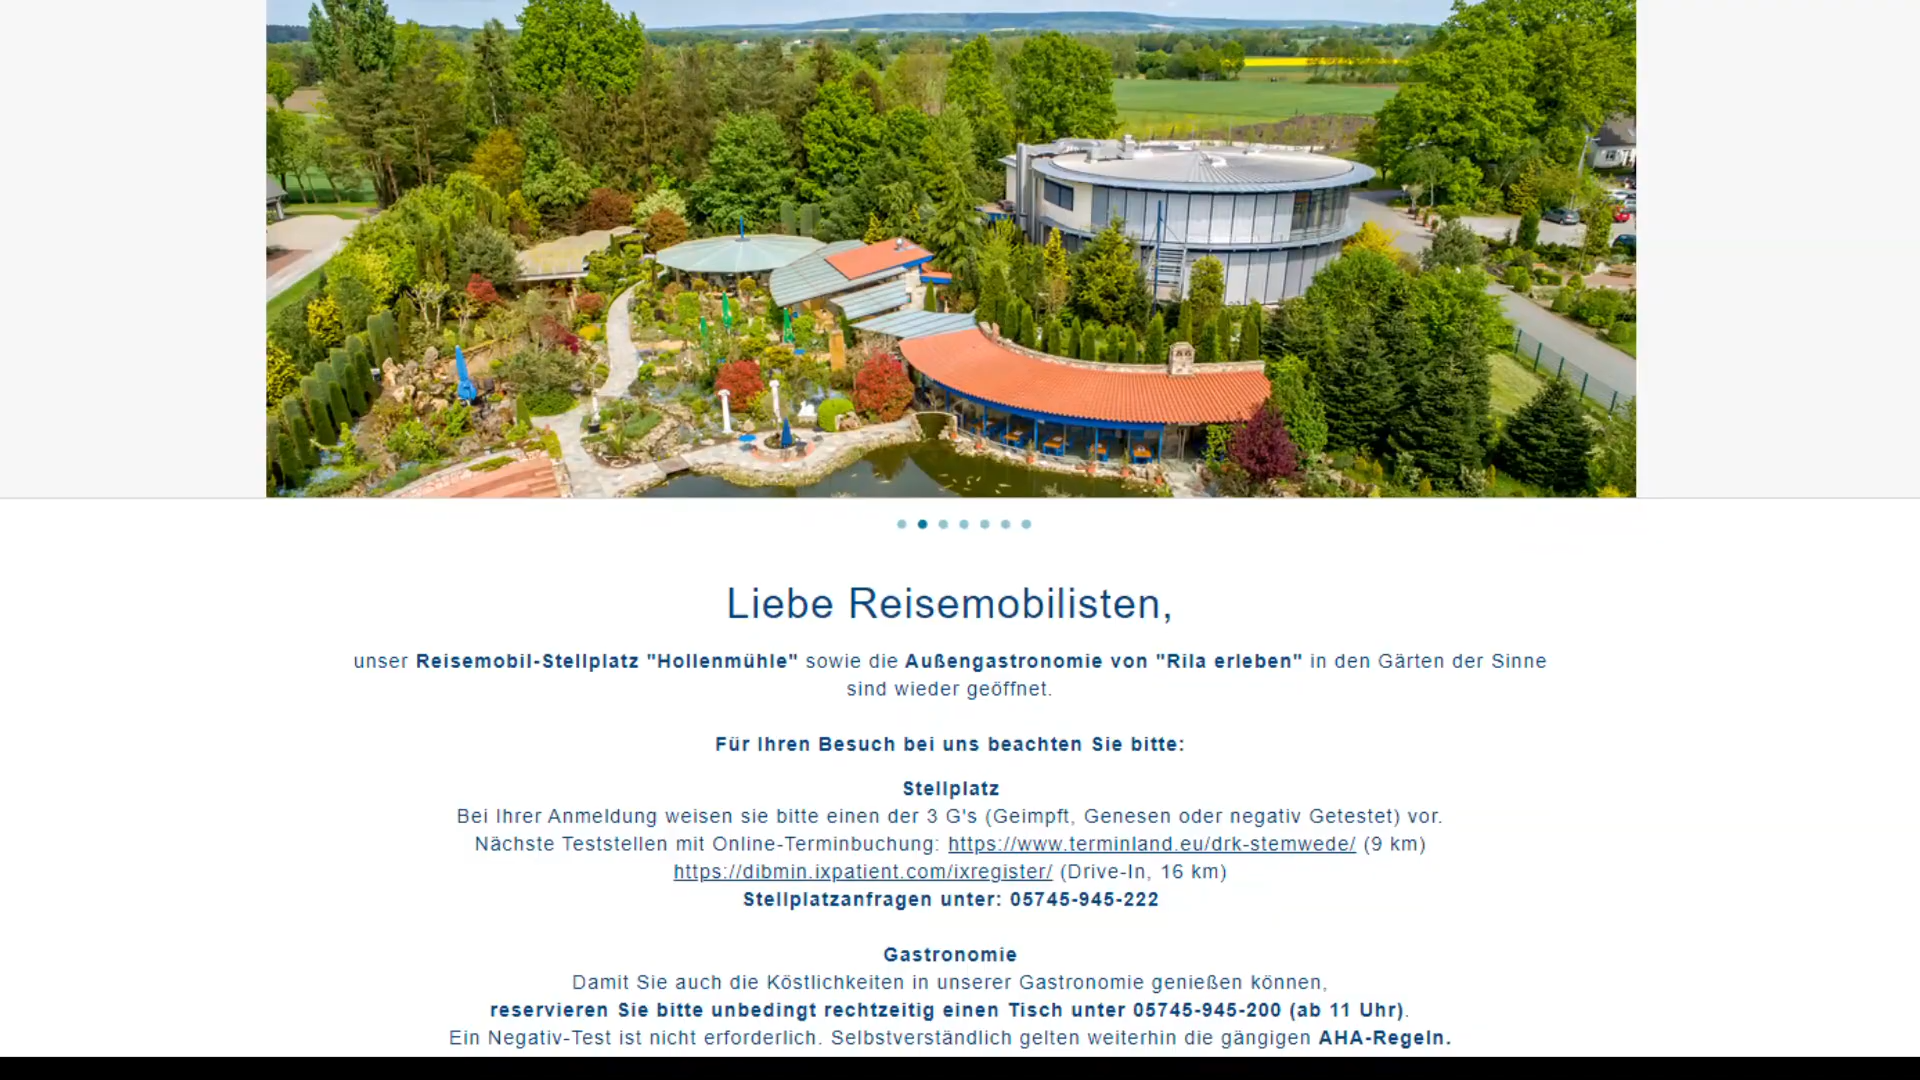 Liebe Reisemobilisten,
unser Reisemobil-Stellplatz "Hollenmühle" sowie die Außengastronomie von "Rila erleben" in den Gärten der Sinne
sind wieder geöffnet.
Für Ihren Besuch bei uns beachten Sie bitte:
Stellplatz
Bei Ihrer Anmeldung weisen sie bitte einen der 3 G's (Geimpft, Genesen oder negativ Getestet) vor.
Nächste Teststellen mit Online-Terminbuchung: https://www.terminland.eu/drk-stemwede/ (9 km)
https://dibmin.ixpatient.com/ixregister/ (Drive-In, 16 km)
Stellplatzanfragen unter: 05745-945-222
Gastronomie
Damit Sie auch die Köstlichkeiten in unserer Gastronomie genießen können,
reservieren Sie bitte unbedingt rechtzeitig einen Tisch unter 05745-945-200 (ab 11 Uhr).
Ein Negativ-Test ist nicht erforderlich. Selbstverständlich gelten weiterhin die gängigen AHA-Regeln.